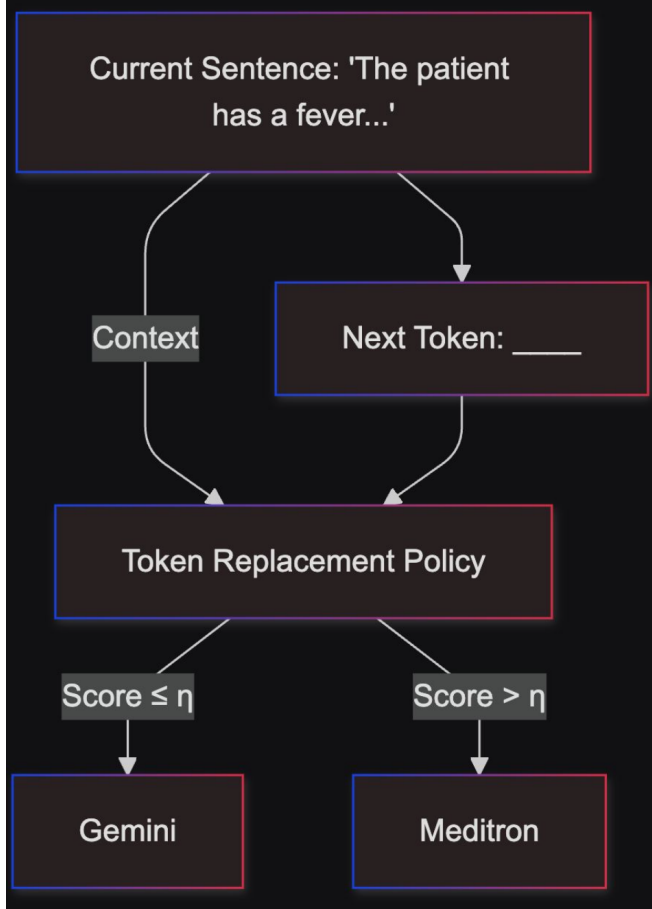 Current Sentence: 'The patient
has a fever...'
Context
Next Token: ____
Token Replacement Policy
Score ≤ η
Score > η
Gemini
Meditron